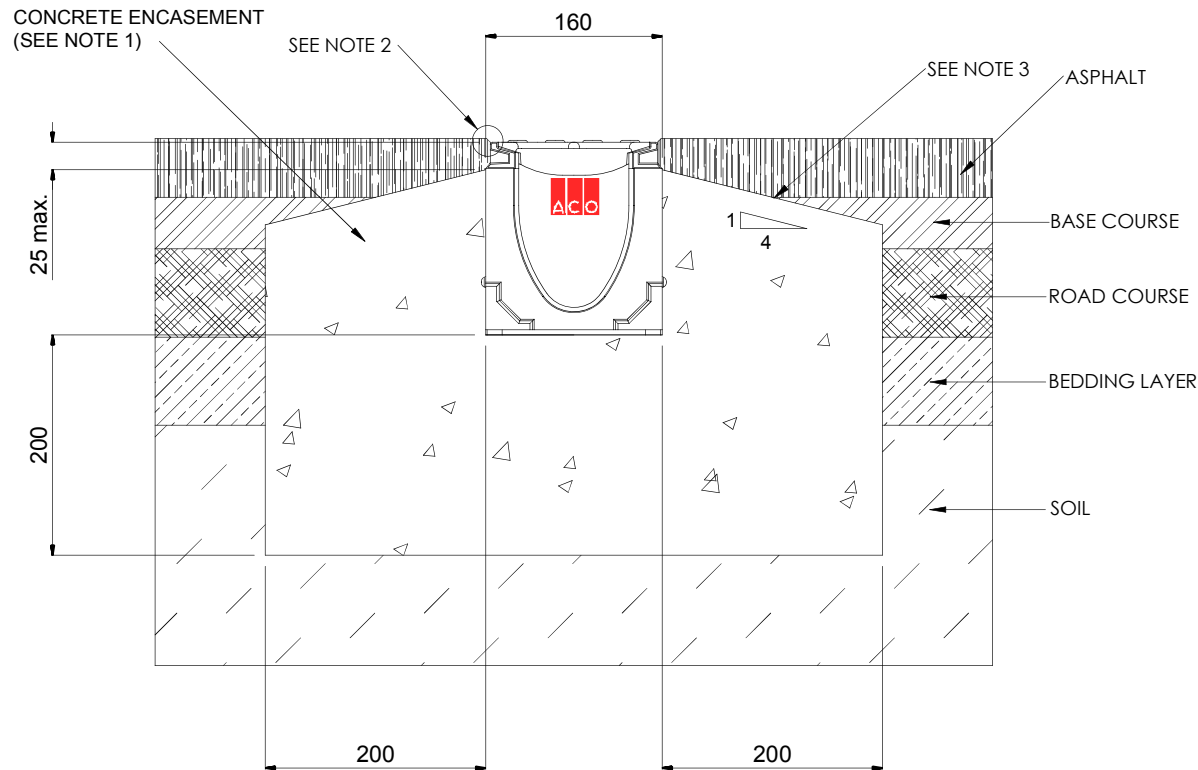 CONCRETE ENCASEMENT
(SEE NOTE 1)
SEE NOTE 2
160
SEE NOTE 3
ASPHALT
25 max.
ACO
1
4
BASE COURSE
ROAD COURSE
BEDDING LAYER
200
SOIL
200
200